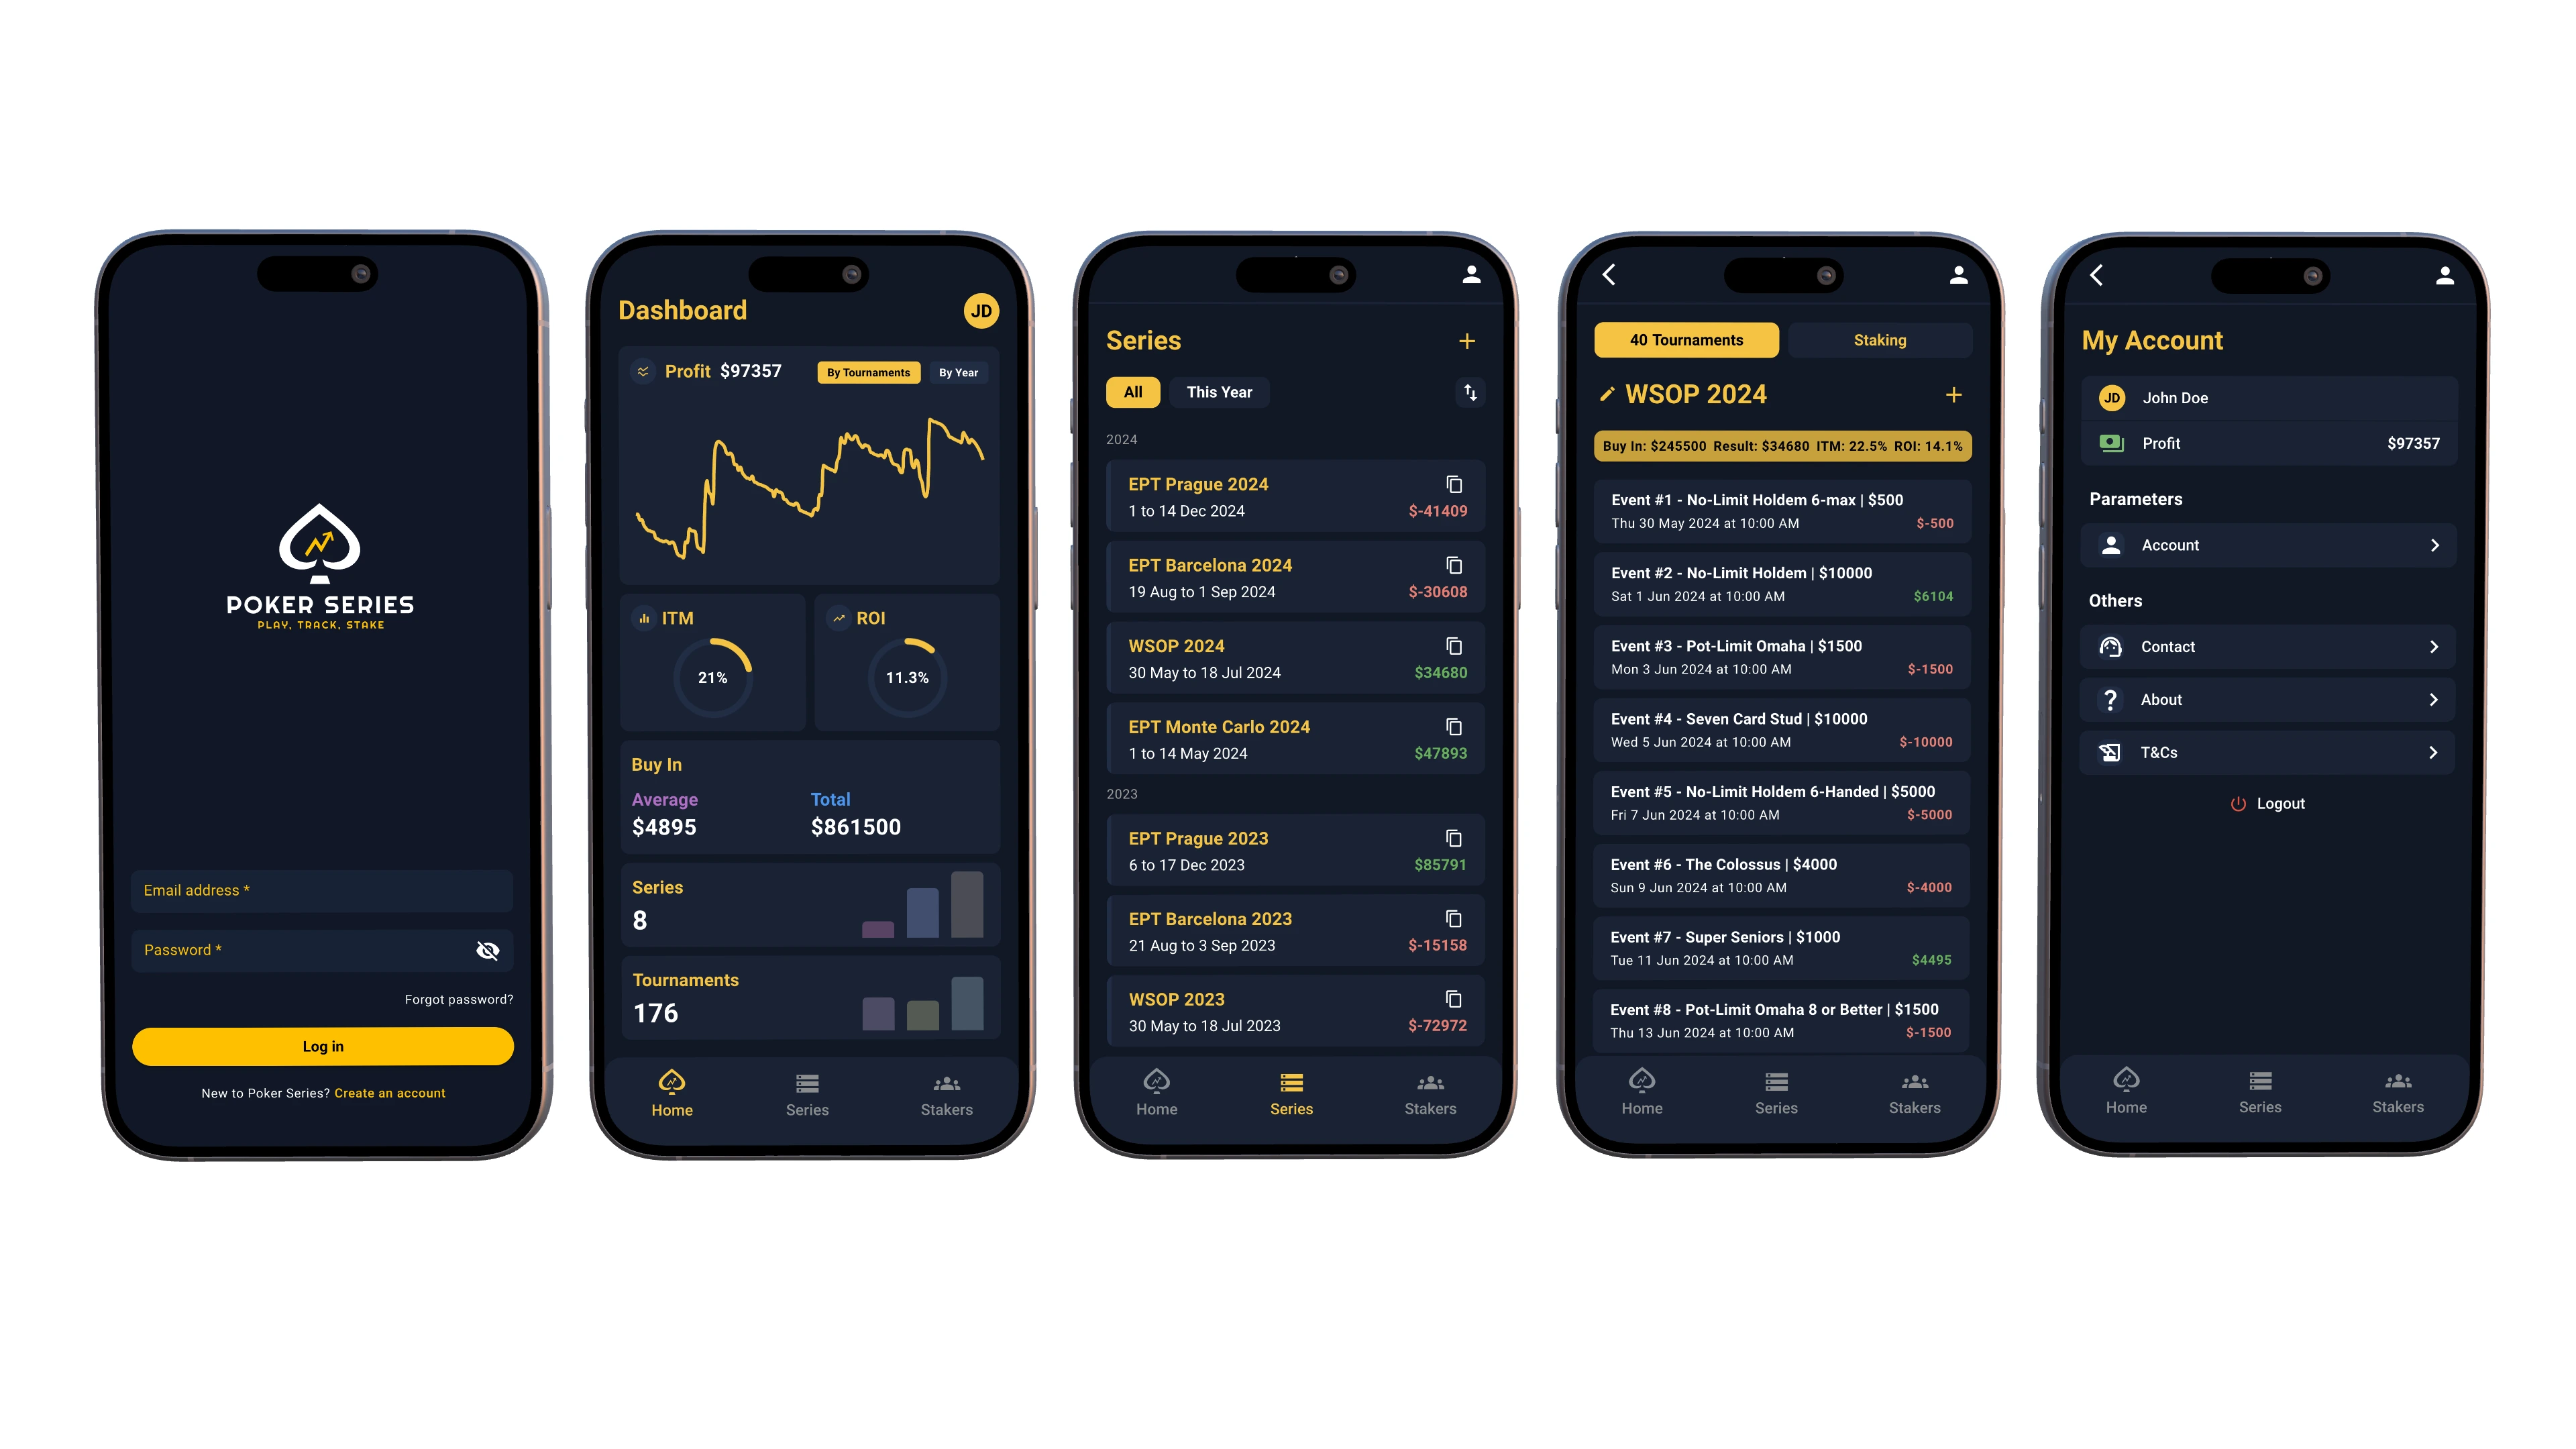 POKER SERIES
PLAY, TRACK, STAKE
Email address *
Password *
Forgot password?
Log in
New to Poker Series? Create an account
Dashboard
JD
Profit $97357
By Tournaments
By Year
ITM
21%
ROI
11.3%
Buy In
Average
Total
$4895
$861500
Series
8
Tournaments
176
Home
Series
Stakers
Series
+
All
This Year
2024
EPT Prague 2024
1 to 14 Dec 2024
$-41409
EPT Barcelona 2024
19 Aug to 1 Sep 2024
$-30608
WSOP 2024
30 May to 18 Jul 2024
$34680
EPT Monte Carlo 2024
1 to 14 May 2024
$47893
2023
EPT Prague 2023
6 to 17 Dec 2023
$85791
EPT Barcelona 2023
21 Aug to 3 Sep 2023
$-15158
WSOP 2023
30 May to 18 Jul 2023
$-72972
Home
Series
Stakers
40 Tournaments
Staking
WSOP 2024
+
Buy In: $245500 Result: $34680 ITM: 22.5% ROI: 14.1%
Event #1 - No-Limit Holdem 6-max | $500
Thu 30 May 2024 at 10:00 AM
$-500
Event #2 - No-Limit Holdem | $10000
Sat 1 Jun 2024 at 10:00 AM
$6104
Event #3 - Pot-Limit Omaha | $1500
Mon 3 Jun 2024 at 10:00 AM
$-1500
Event #4 - Seven Card Stud | $10000
Wed 5 Jun 2024 at 10:00 AM
$-10000
Event #5 - No-Limit Holdem 6-Handed | $5000
Fri 7 Jun 2024 at 10:00 AM
$-5000
Event #6 - The Colossus | $4000
Sun 9 Jun 2024 at 10:00 AM
$-4000
Event #7 - Super Seniors | $1000
Tue 11 Jun 2024 at 10:00 AM
$4495
Event #8 - Pot-Limit Omaha 8 or Better | $1500
Thu 13 Jun 2024 at 10:00 AM
$-1500
Home
Series
Stakers
My Account
JD
John Doe
Profit
$97357
Parameters
Account
Others
Contact
About
T&Cs
Logout
Home
Series
Stakers